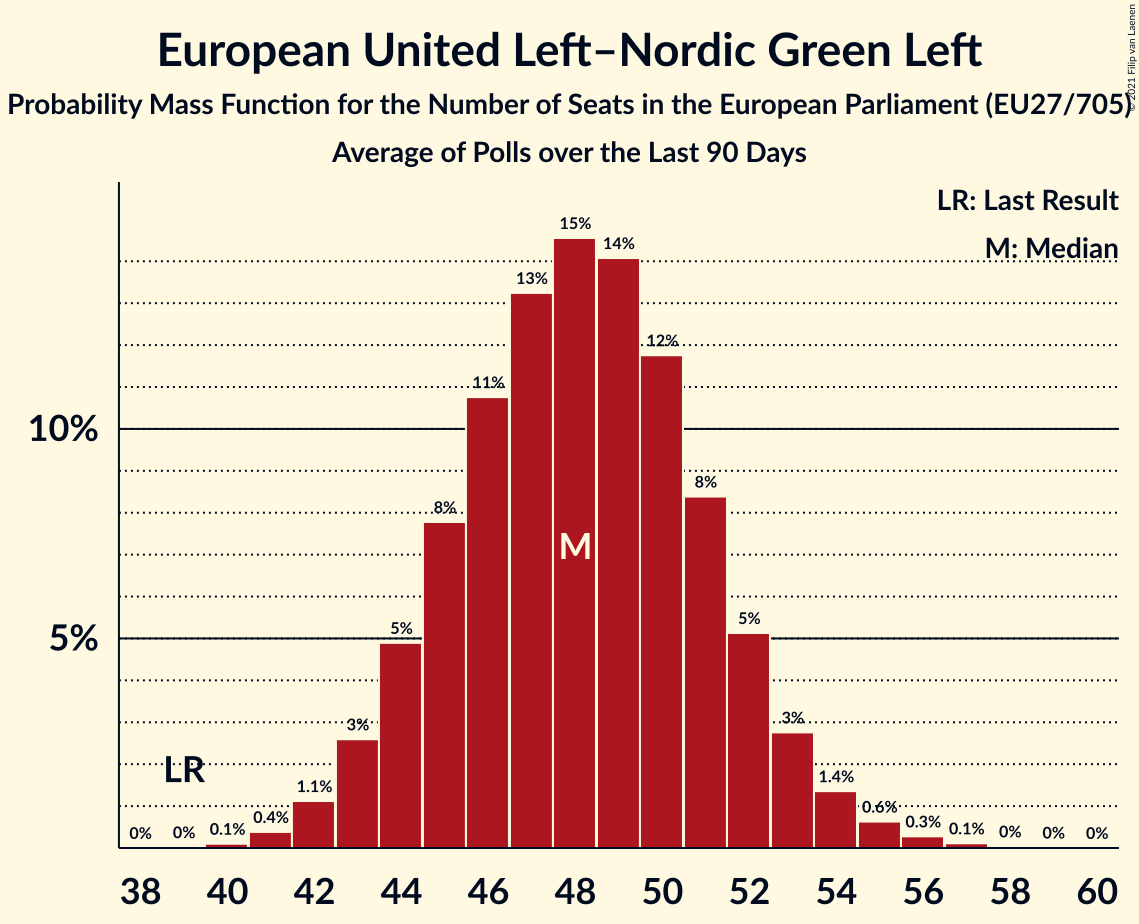 European United Left–Nordic Green Left
Probability Mass Function for the Number of Seats in the European Parliament (EU27/705)
Average of Polls over the Last 90 Days
© 2021 Filip van Laenen
LR: Last Result
M: Median
15%
14%
13%
12%
11%
10%
8%
8%
M
5%
5%
5%
3%
3%
LR
1.4%
1.1%
0.6%
0.4%
0.3%
0.1%
0.1%
0%
0%
0%
0%
0%
38 40 42 44 46 48 50 52 54 56 58 60